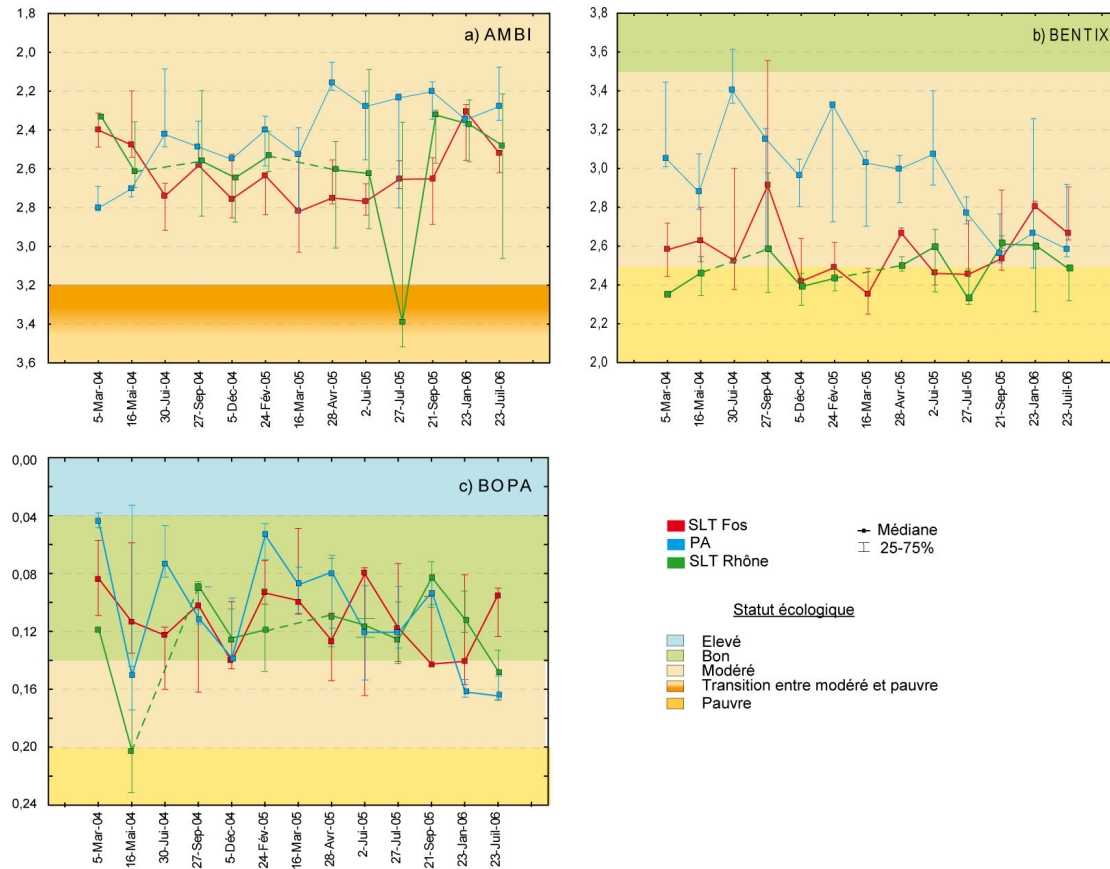 a) AMBI
1.8
2,0
2,2
2,4
2,6
2,8
3,0
3,2
3,4
3,6
5-Mar-04
16-Mai-04
30-Jui-04
27-Sep-04
5-Déc-04
24-Fév-05
16-Mar-05
28-Avr-05
2-Jui-05
27-Jul-05
21-Sep-05
23-Jan-06
23-Juil-06
b) BENTIX
3,8
3,6
3,4
3,2
3,0
2,8
2,6
2,4
2,2
2,0
5-Mar-04
16-Mai-04
30-Jui-04
27-Sep-04
5-Déc-04
24-Fév-05
16-Mar-05
28-Avr-05
2-Jui-05
27-Jul-05
21-Sep-05
23-Jan-06
23-Juil-06
c) BOPA
0,00
0,04
0,08
0,12
0,16
0,20
0,24
5-Mar-04
16-Mai-04
30-Jui-04
27-Sep-04
5-Déc-04
24-Fév-05
16-Mar-05
28-Avr-05
2-Jui-05
27-Jul-05
21-Sep-05
23-Jan-06
23-Juil-06
SLT Fos
PA
SLT Rhône
Médiane
25-75%
Statut écologique
Elevé
Bon
Modéré
Transition entre modéré et pauvre
Pauvre